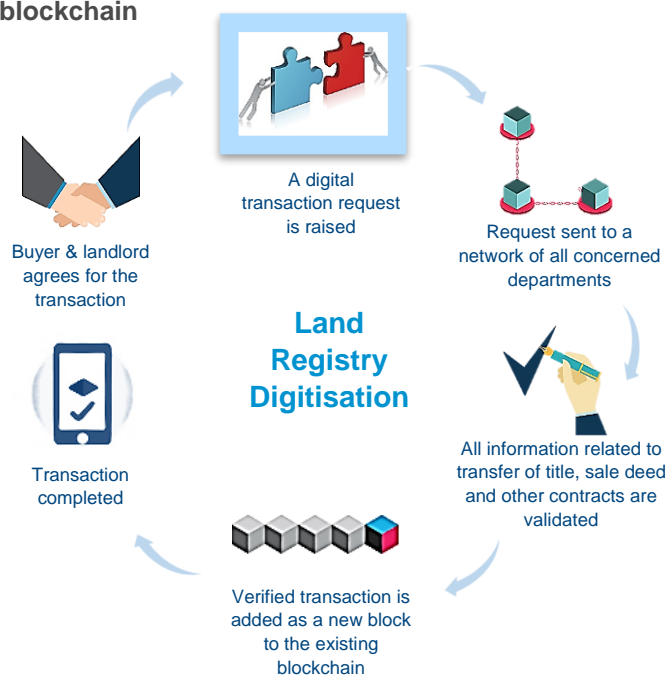 blockchain
A digital
transaction request
is raised
Buyer & landlord
agrees for the
transaction
Request sent to a
network of all concerned
departments
Land
Registry
Digitisation
All information related to
transfer of title, sale deed
and other contracts are
validated
Transaction
completed
Verified transaction is
added as a new block
to the existing
blockchain